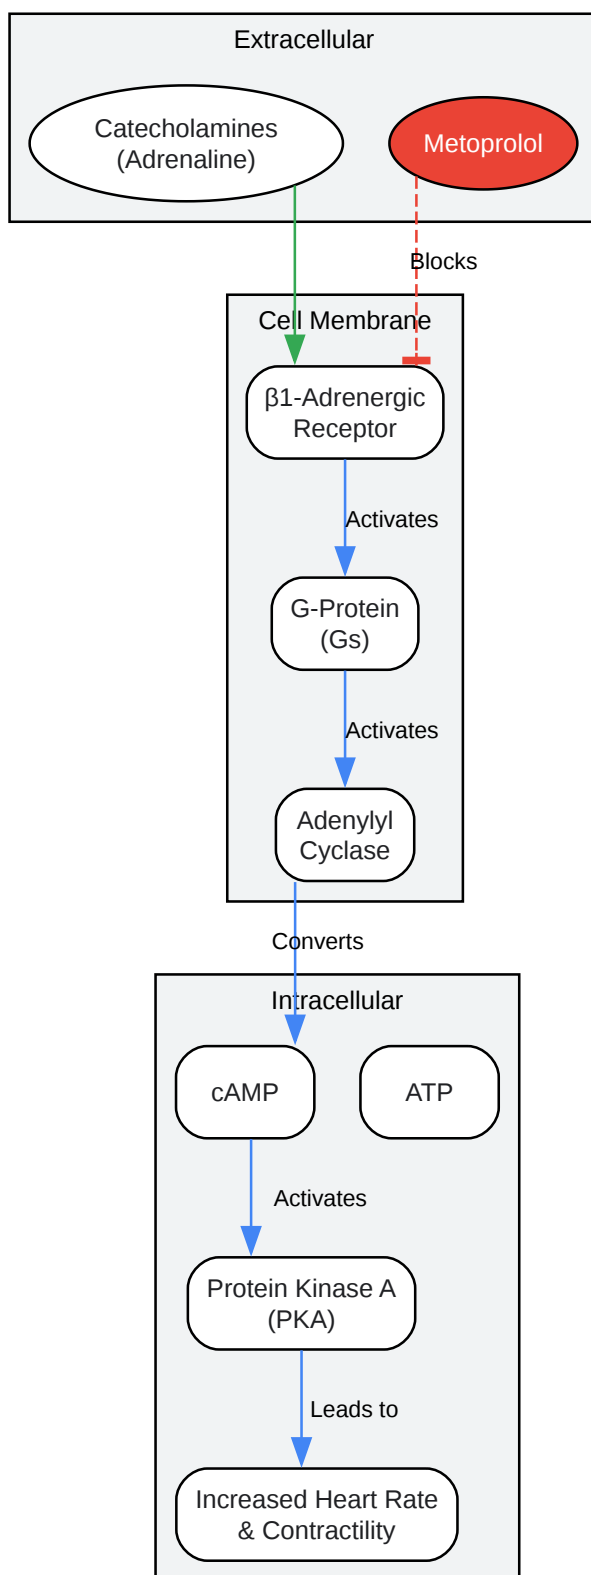 Extracellular
Catecholamines
(Adrenaline)
Metoprolol
Blocks
Cell Membrane
β1-Adrenergic
Receptor
Activates
G-Protein
(Gs)
Activates
Adenylyl
Cyclase
Converts
Intracellular
cAMP
ATP
Activates
Protein Kinase A
(PKA)
Leads to
Increased Heart Rate
& Contractility